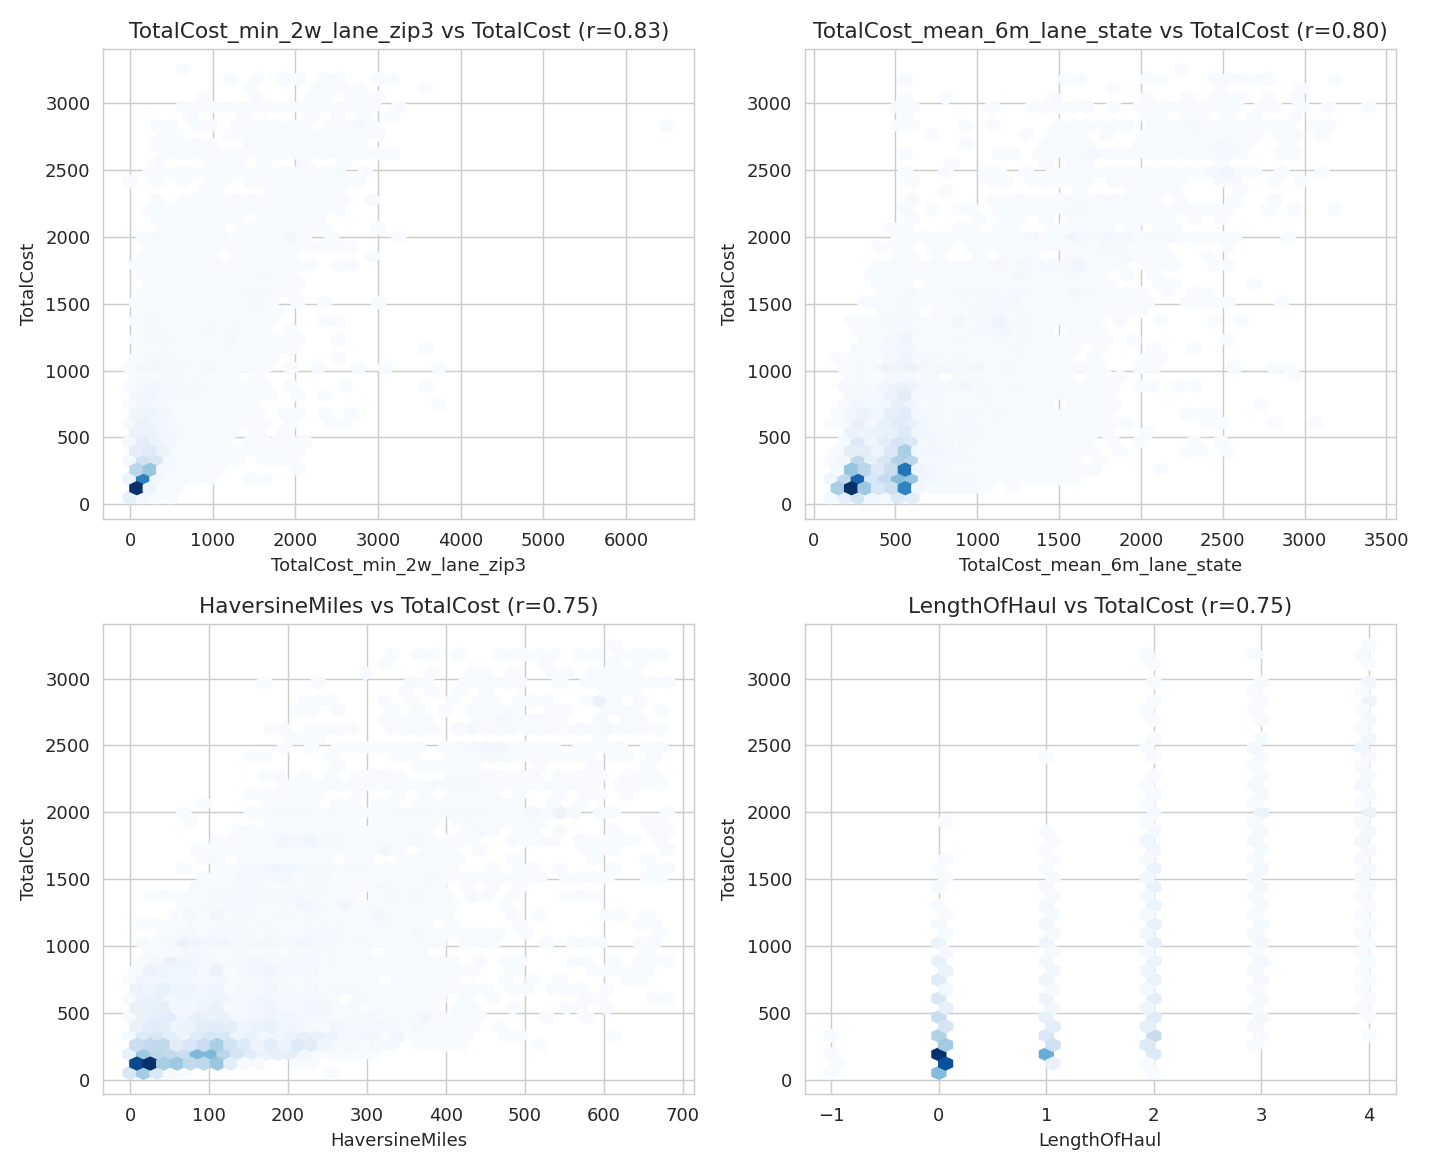 TotalCost_min_2w_lane_zip3 vs TotalCost (r=0.83)
TotalCost
3000
2500
2000
1500
1000
500
0
0 1000 2000 3000 4000 5000 6000
TotalCost_min_2w_lane_zip3
TotalCost_mean_6m_lane_state vs TotalCost (r=0.80)
TotalCost
3000
2500
2000
1500
1000
500
0
0 500 1000 1500 2000 2500 3000 3500
TotalCost_mean_6m_lane_state
HaversineMiles vs TotalCost (r=0.75)
TotalCost
3000
2500
2000
1500
1000
500
0
0 100 200 300 400 500 600 700
HaversineMiles
LengthOfHaul vs TotalCost (r=0.75)
TotalCost
3000
2500
2000
1500
1000
500
0
−1 0 1 2 3 4
LengthOfHaul